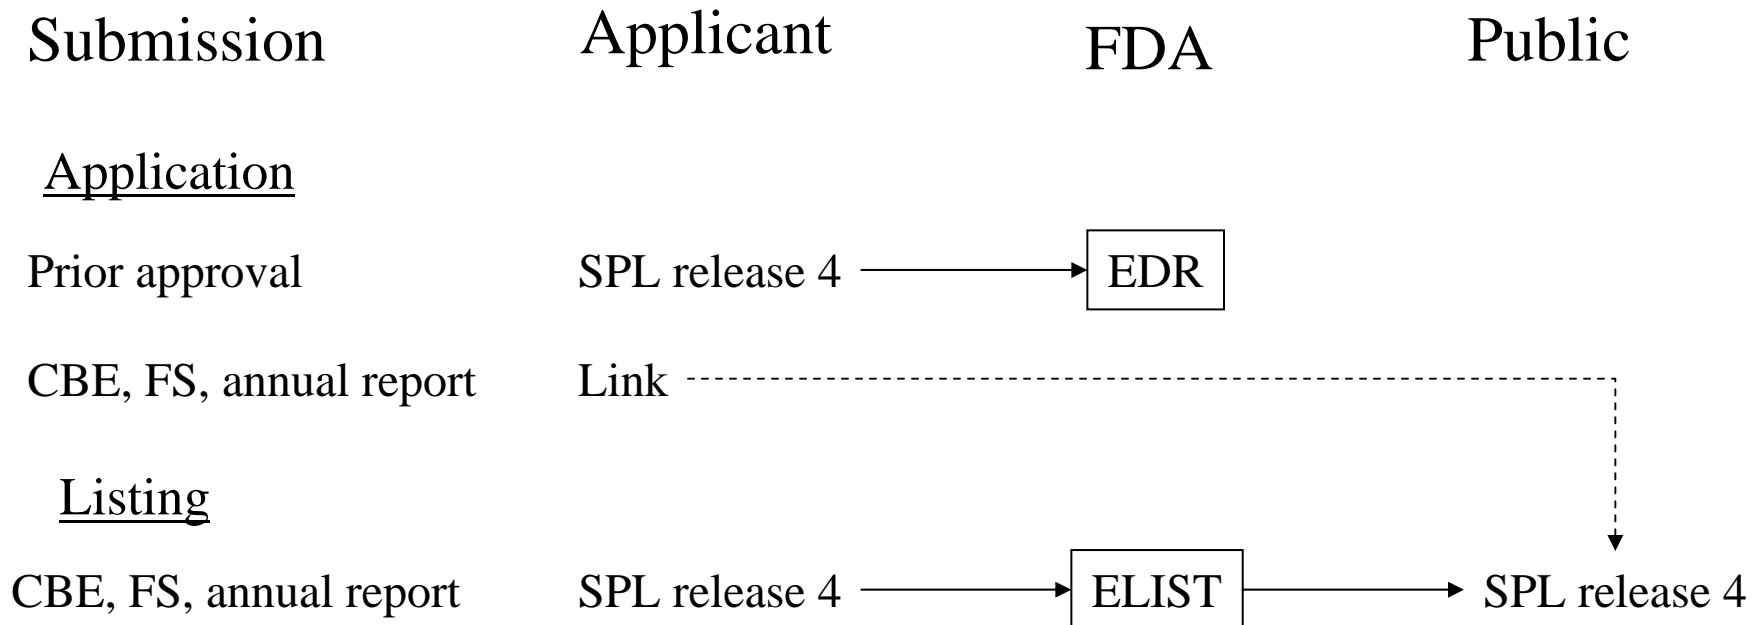 Submission Applicant FDA Public
Application
Prior approval SPL release 4 EDR
CBE, FS, annual report Link
Listing
CBE, FS, annual report SPL release 4 ELIST SPL release 4